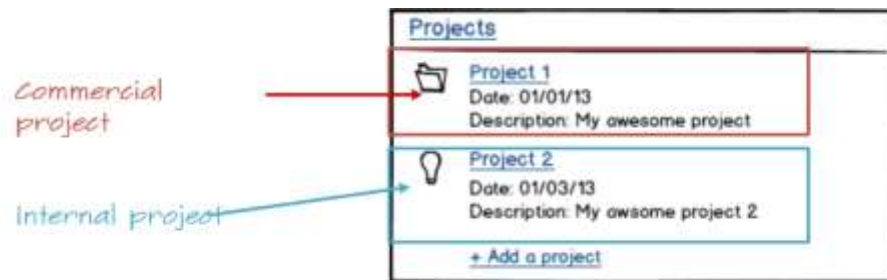 Projects
Commercial
project
Project 1
Date: 01/01/13
Description: My awesome project
Internal project
Project 2
Date: 01/03/13
Description: My awsome project 2
+ Add a project